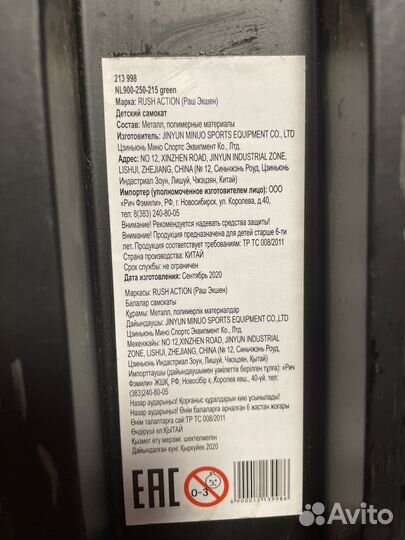 213 998
NL900-250-215 green
Марка: RUSH ACTION (Раш Экшен)
Детский самокат
Состав: Металл, полимерные материалы
Изготовитель: JINYUN MINUO SPORTS EQUIPMENT CO., LTD
Цзиньюнь Мино Спортс Эквипмент Ко., Лтд.
Адрес: NO 12, XINZHEN ROAD, JINYUN INDUSTRIAL ZONE,
LISHUI, ZHEJIANG, CHINA (№ 12, Синьчжэнь Роуд, Цзиньюнь
Индастриал Зоун, Лишуй, Чжэцзян, Китай)
Импортер (уполномоченное изготовителем лицо): ООО
«Рич Фэмили», РФ, г. Новосибирск, ул. Королева, д.40,
тел: 8(383) 240-80-05
Внимание! Рекомендуется надевать средства защиты!
Внимание! Продукция предназначена для детей старше 6-ти
лет. Продукция соответствует требованиям: ТР ТС 008/2011
Страна производства: КИТАЙ
Срок службы: не ограничен
Дата изготовения: Сентябрь 2020
Маркасы: RUSH ACTION (Раш Экшен)
Балалар самокаты
Құрамы: Металл, полимерлік материалдар
Дайындаушы: JINYUN MINUO SPORTS EQUIPMENT CO.,LTD
Цзиньюнь Мино Спортс Эквипмент Ко., Лтд.
Мекенжайы: NO 12,XINZHEN ROAD, JINYUN INDUSTRIAL
ZONE, LISHUI, ZHEJIANG, CHINA (№ 12, Синьчжэнь Роуд,
Цзиньюнь Индастриал Зоун, Лишуй, Чжэцзян, Қытай)
Импорттаушы (дайындаушымен уәкілеттік берілген тұлға): «Рич
Фэмили» ЖШҚ, РФ, Новосібір қ.,Королев көш., 40-үй. тел:
(383)240-80-05
Назар аударыңыз! Қорғаныс құралдарын кию ұсынылады!
Назар аударыңыз! Өнім балаларға арналған 6 жастан жоғары
Өнім талаптарға сай:ТР ТС 008/2011
Өндіруші ел:ҚЫТАЙ
Қызмет ету мерзімі: шектелмеген
Дайындалған күні: Қыркүйек 2020
EAC
0-3
6900012139986
Avito